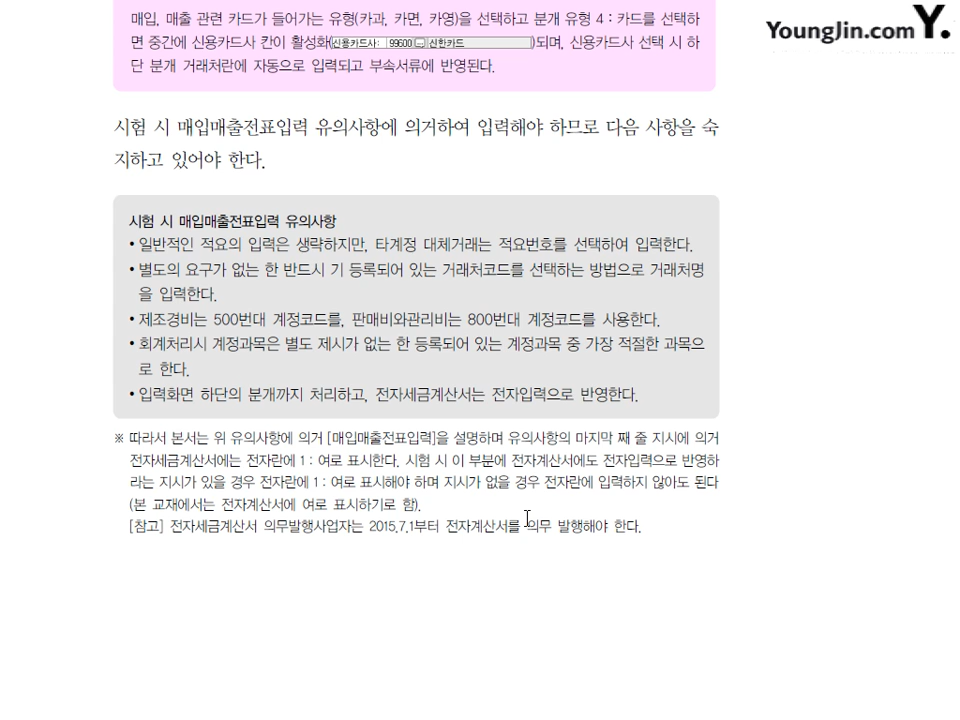 매입, 매출 관련 카드가 들어가는 유형(카과, 카면, 카영)을 선택하고 분개 유형 4 : 카드를 선택하
면 중간에 신용카드사 칸이 활성화(신용카드사: 99600 신한카드)되며, 신용카드사 선택 시 하
단 분개 거래처란에 자동으로 입력되고 부속서류에 반영된다.
YoungJin.com Y.
시험 시 매입매출전표입력 유의사항에 의거하여 입력해야 하므로 다음 사항을 숙
지하고 있어야 한다.
시험 시 매입매출전표입력 유의사항
• 일반적인 적요의 입력은 생략하지만, 타계정 대체거래는 적요번호를 선택하여 입력한다.
• 별도의 요구가 없는 한 반드시 기 등록되어 있는 거래처코드를 선택하는 방법으로 거래처명
을 입력한다.
• 제조경비는 500번대 계정코드를, 판매비와관리비는 800번대 계정코드를 사용한다.
• 회계처리시 계정과목은 별도 제시가 없는 한 등록되어 있는 계정과목 중 가장 적절한 과목으
로 한다.
• 입력화면 하단의 분개까지 처리하고, 전자세금계산서는 전자입력으로 반영한다.
※ 따라서 본서는 위 유의사항에 의거 [매입매출전표입력]을 설명하며 유의사항의 마지막 째 줄 지시에 의거
전자세금계산서에는 전자란에 1 : 여로 표시한다. 시험 시 이 부분에 전자계산서에도 전자입력으로 반영하
라는 지시가 있을 경우 전자란에 1 : 여로 표시해야 하며 지시가 없을 경우 전자란에 입력하지 않아도 된다
(본 교재에서는 전자계산서에 여로 표시하기로 함).
[참고] 전자세금계산서 의무발행사업자는 2015.7.1부터 전자계산서를 의무 발행해야 한다.